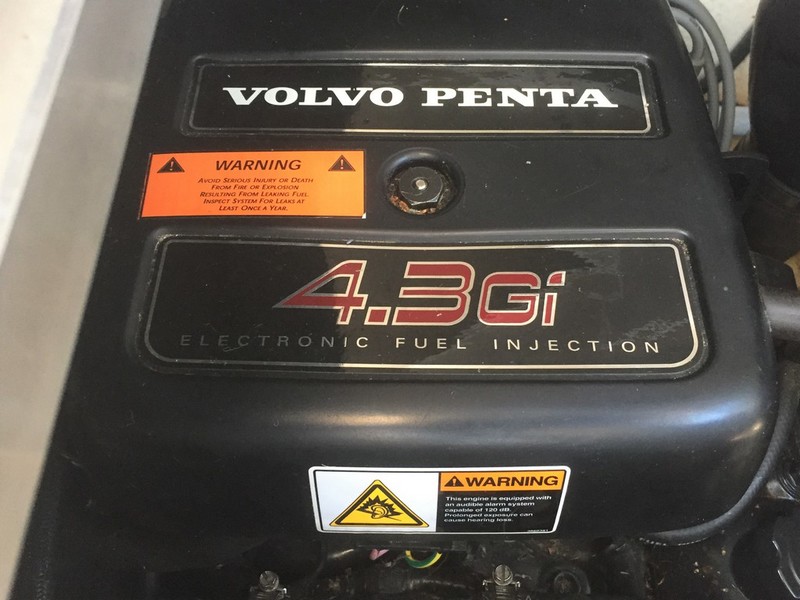 VOLVO PENTA
WARNING
AVOID SERIOUS INJURY OR DEATH
FROM FIRE OR EXPLOSION
RESULTING FROM LEAKING FUEL.
INSPECT SYSTEM FOR LEAKS AT
LEAST ONCE A YEAR.
4.3Gi
ELECTRONIC FUEL INJECTION
WARNING
This engine is equipped with
an audible alarm system
capable of 120 dB.
Prolonged exposure can
cause hearing loss.